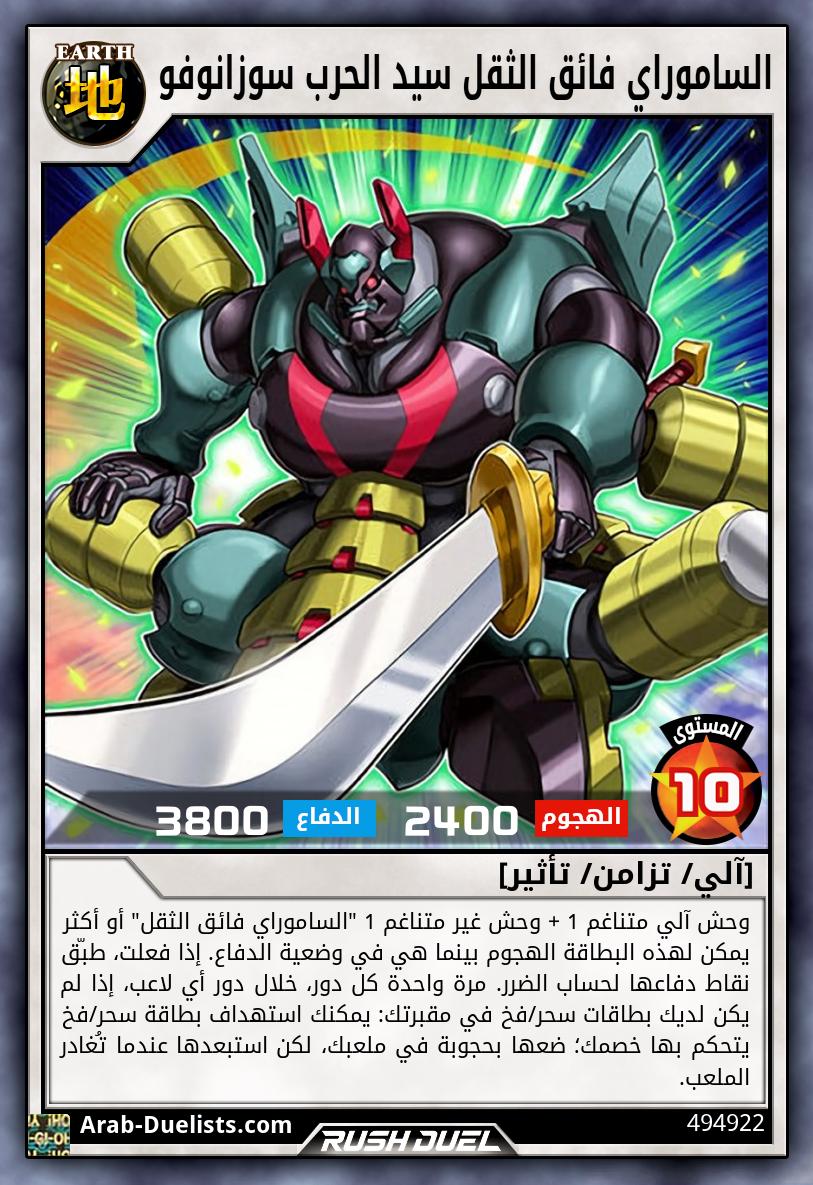 EARTH
地
الساموراي فائق الثقل سيد الحرب سوزانوفو
المستوى
10
الهجوم 2400 الدفاع 3800
[آلي/ تزامن/ تأثير]
وحش آلي متناغم 1 + وحش غير متناغم 1 "الساموراي فائق الثقل" أو أكثر
يمكن لهذه البطاقة الهجوم بينما هي في وضعية الدفاع. إذا فعلت، طبّق
نقاط دفاعها لحساب الضرر. مرة واحدة كل دور، خلال دور أي لاعب، إذا لم
يكن لديك بطاقات سحر/فخ في مقبرتك: يمكنك استهداف بطاقة سحر/فخ
يتحكم بها خصمك؛ ضعها بحجوبة في ملعبك، لكن استبعدها عندما تُغادر
الملعب.
Arab-Duelists.com
RUSH DUEL
494922